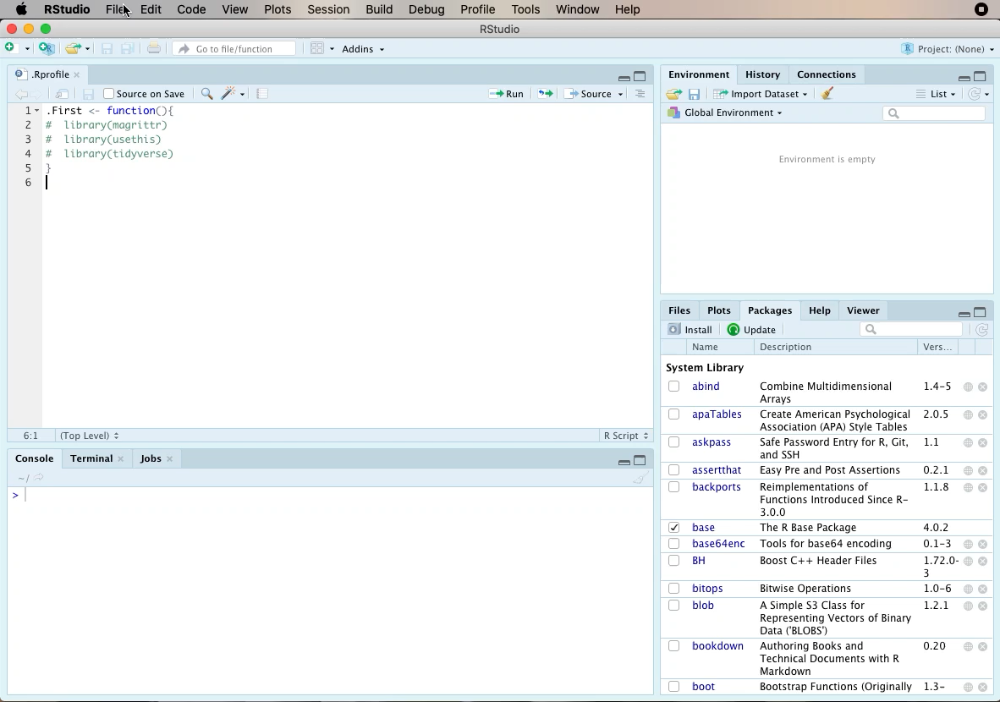 RStudio File Edit Code View Plots Session Build Debug Profile Tools Window Help
RStudio
Go to file/function Addins Project: (None)
.Rprofile
Source on Save Run Source
1 .First <- function(){
2 #  library(magrittr)
3 #  library(usethis)
4 #  library(tidyverse)
5 }
6
6:1 (Top Level) R Script
Console Terminal Jobs
~/
>
Environment History Connections
Import Dataset List
Global Environment
Environment is empty
Files Plots Packages Help Viewer
Install Update
Name Description Vers...
System Library
abind Combine Multidimensional 1.4-5
Arrays
apaTables Create American Psychological 2.0.5
Association (APA) Style Tables
askpass Safe Password Entry for R, Git, 1.1
and SSH
assertthat Easy Pre and Post Assertions 0.2.1
backports Reimplementations of 1.1.8
Functions Introduced Since R-
3.0.0
base The R Base Package 4.0.2
base64enc Tools for base64 encoding 0.1-3
BH Boost C++ Header Files 1.72.0-
3
bitops Bitwise Operations 1.0-6
blob A Simple S3 Class for 1.2.1
Representing Vectors of Binary
Data ('BLOBS')
bookdown Authoring Books and 0.20
Technical Documents with R
Markdown
boot Bootstrap Functions (Originally 1.3-